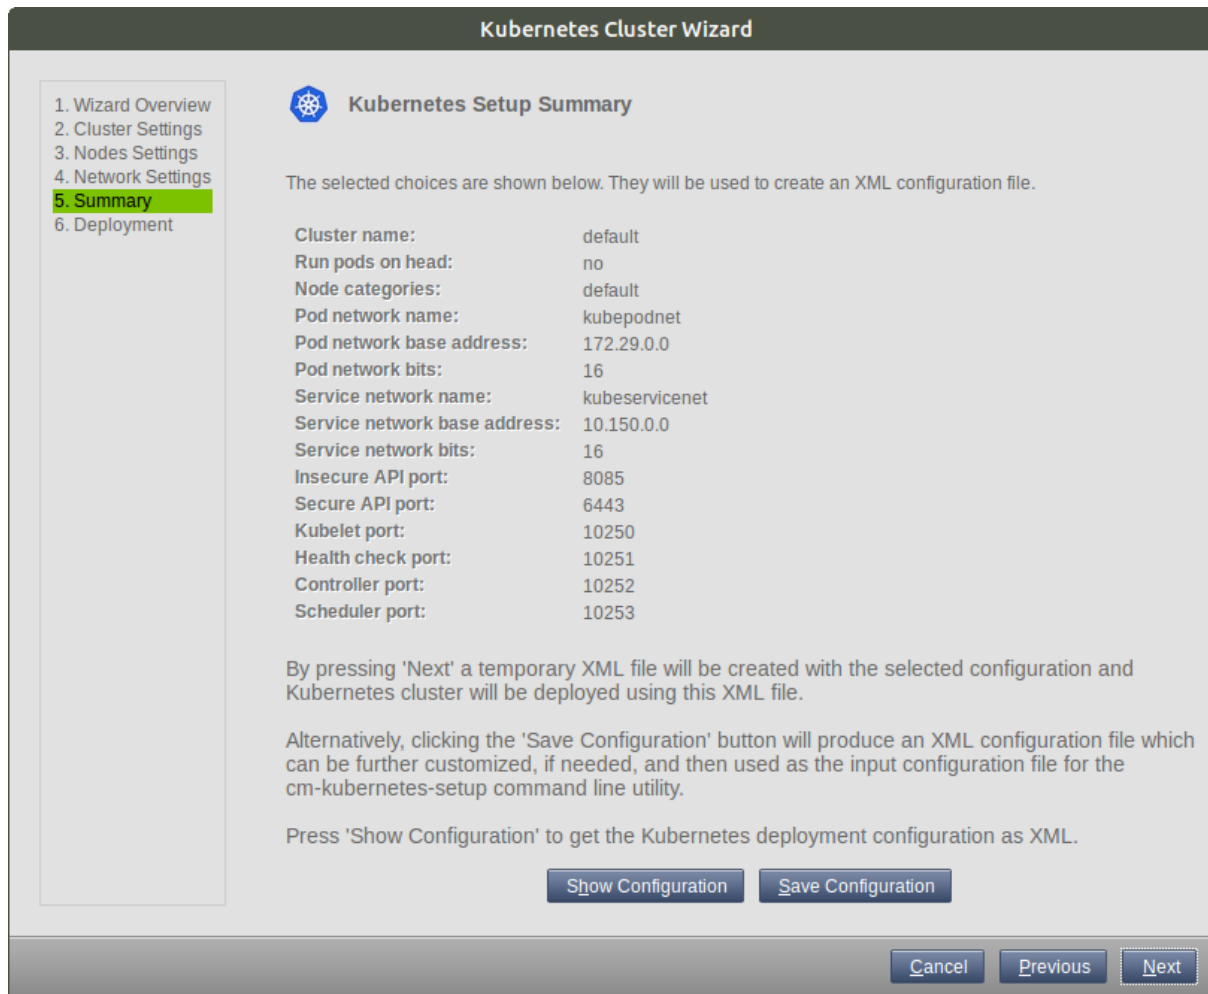 Kubernetes Cluster Wizard
1. Wizard Overview
2. Cluster Settings
3. Nodes Settings
4. Network Settings
5. Summary
6. Deployment
Kubernetes Setup Summary
The selected choices are shown below. They will be used to create an XML configuration file.
Cluster name: default
Run pods on head: no
Node categories: default
Pod network name: kubepodnet
Pod network base address: 172.29.0.0
Pod network bits: 16
Service network name: kubeservicenet
Service network base address: 10.150.0.0
Service network bits: 16
Insecure API port: 8085
Secure API port: 6443
Kubelet port: 10250
Health check port: 10251
Controller port: 10252
Scheduler port: 10253
By pressing 'Next' a temporary XML file will be created with the selected configuration and
Kubernetes cluster will be deployed using this XML file.
Alternatively, clicking the 'Save Configuration' button will produce an XML configuration file which
can be further customized, if needed, and then used as the input configuration file for the
cm-kubernetes-setup command line utility.
Press 'Show Configuration' to get the Kubernetes deployment configuration as XML.
Show Configuration Save Configuration
Cancel Previous Next